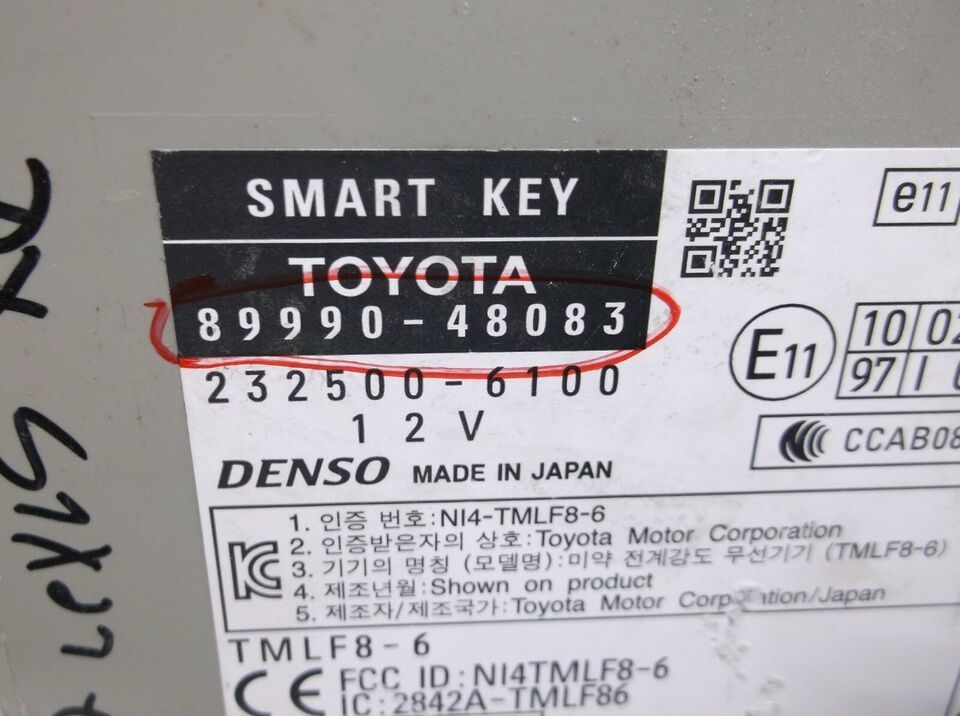 SMART KEY
TOYOTA
89990-48083
232500-6100
12V
DENSO MADE IN JAPAN
e11
E11
10 02
97 I
CCAB08
1. 인증 번호:NI4-TMLF8-6
2. 인증받은자의 상호:Toyota Motor Corporation
3. 기기의 명칭 (모델명):미약 전계강도 무선기기 (TMLF8-6)
4. 제조년월:Shown on product
5. 제조자/제조국가:Toyota Motor Corporation/Japan
TMLF8-6
CE FCC ID:NI4TMLF8-6
IC:2842A-TMLF86